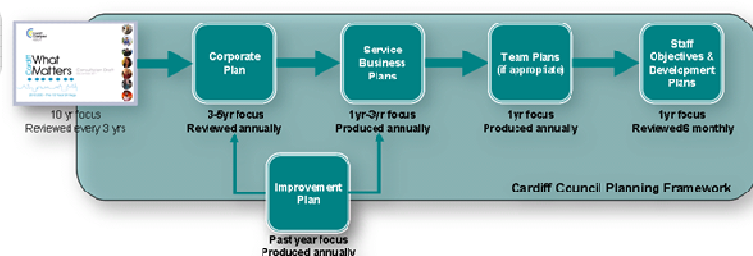 What
Matters
10 yr focus
Reviewed every 3 yrs
Corporate
Plan
3-5yr focus
Reviewed annually
Service
Business
Plans
1yr-3yr focus
Produced annually
Team Plans
(if appropriate)
1yr focus
Produced annually
Staff
Objectives &
Development
Plans
1yr focus
Reviewed 6 monthly
Improvement
Plan
Past year focus
Produced annually
Cardiff Council Planning Framework